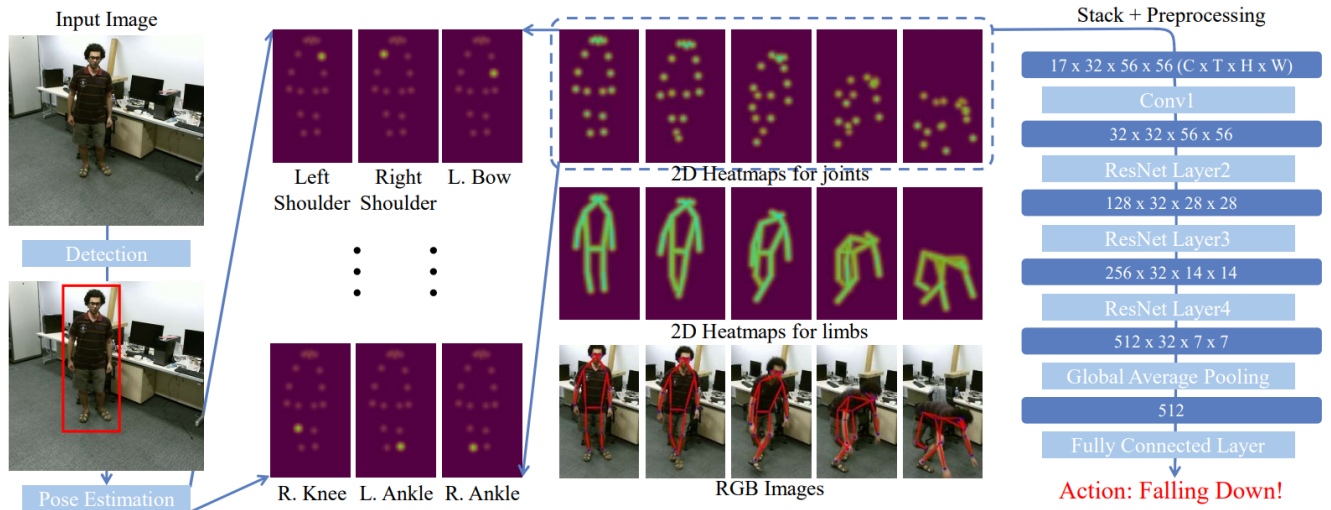 Input Image
Detection
Pose Estimation
Left
Shoulder
Right
Shoulder
L. Bow
R. Knee
L. Ankle
R. Ankle
2D Heatmaps for joints
2D Heatmaps for limbs
RGB Images
Stack + Preprocessing
17 x 32 x 56 x 56 (C x T x H x W)
Conv1
32 x 32 x 56 x 56
ResNet Layer2
128 x 32 x 28 x 28
ResNet Layer3
256 x 32 x 14 x 14
ResNet Layer4
512 x 32 x 7 x 7
Global Average Pooling
512
Fully Connected Layer
Action: Falling Down!